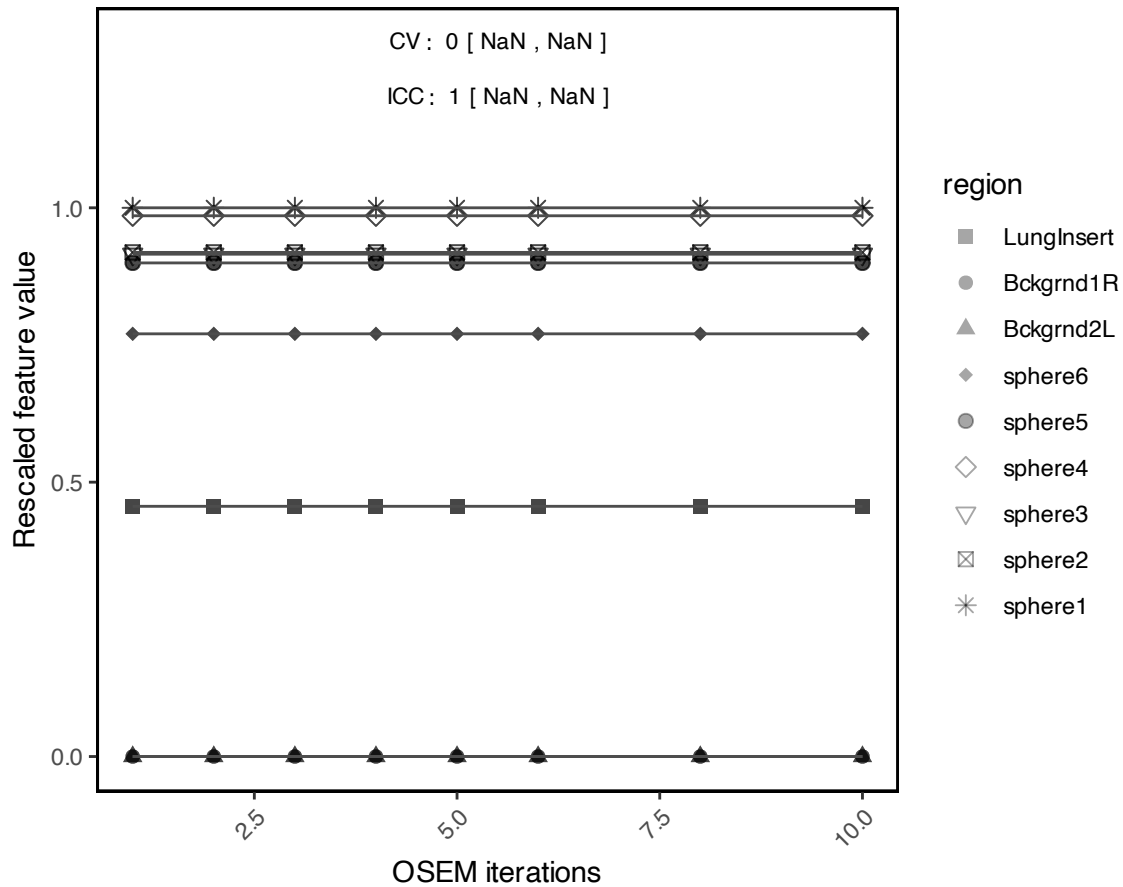 CV : 0 [ NaN , NaN ]
ICC : 1 [ NaN , NaN ]
Rescaled feature value
1.0
0.5
0.0
2.5
5.0
7.5
10.0
OSEM iterations
region
LungInsert
Bckgrnd1R
Bckgrnd2L
sphere6
sphere5
sphere4
sphere3
sphere2
sphere1